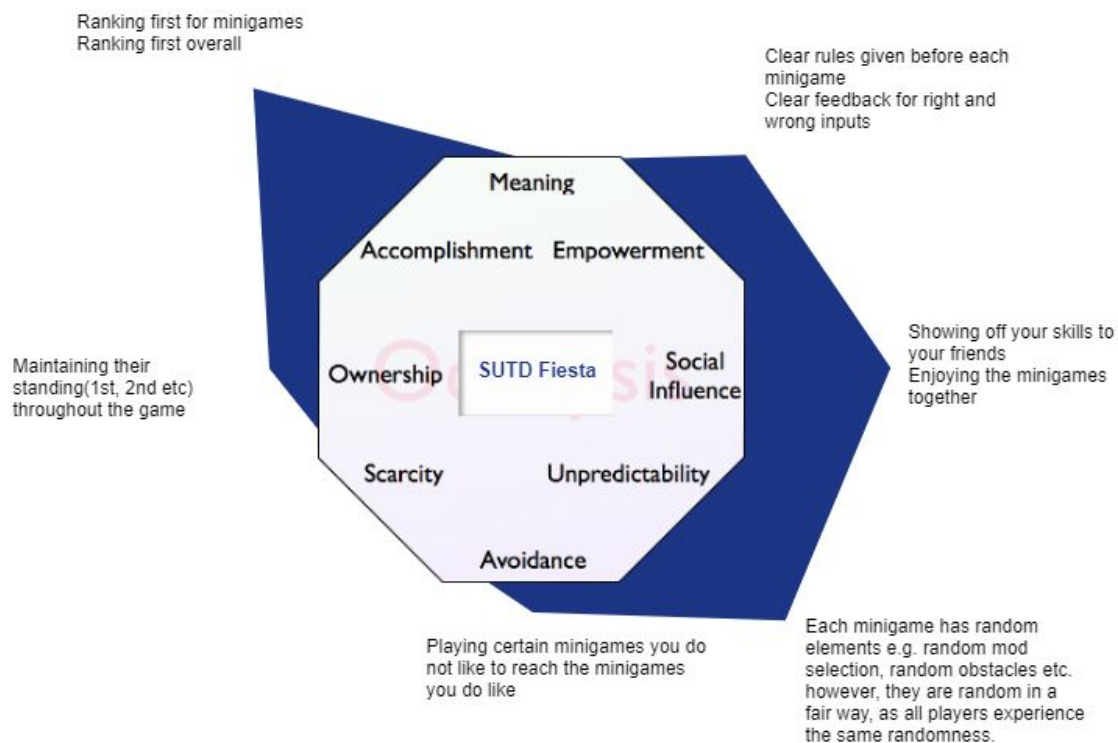 Ranking first for minigames
Ranking first overall
Clear rules given before each
minigame
Clear feedback for right and
wrong inputs
Meaning
Accomplishment
Empowerment
Maintaining their
standing(1st, 2nd etc)
throughout the game
Ownership
SUTD Fiesta
Social
Influence
Showing off your skills to
your friends
Enjoying the minigames
together
Scarcity
Unpredictability
Avoidance
Playing certain minigames you do
not like to reach the minigames
you do like
Each minigame has random
elements e.g. random mod
selection, random obstacles etc.
however, they are random in a
fair way, as all players experience
the same randomness.